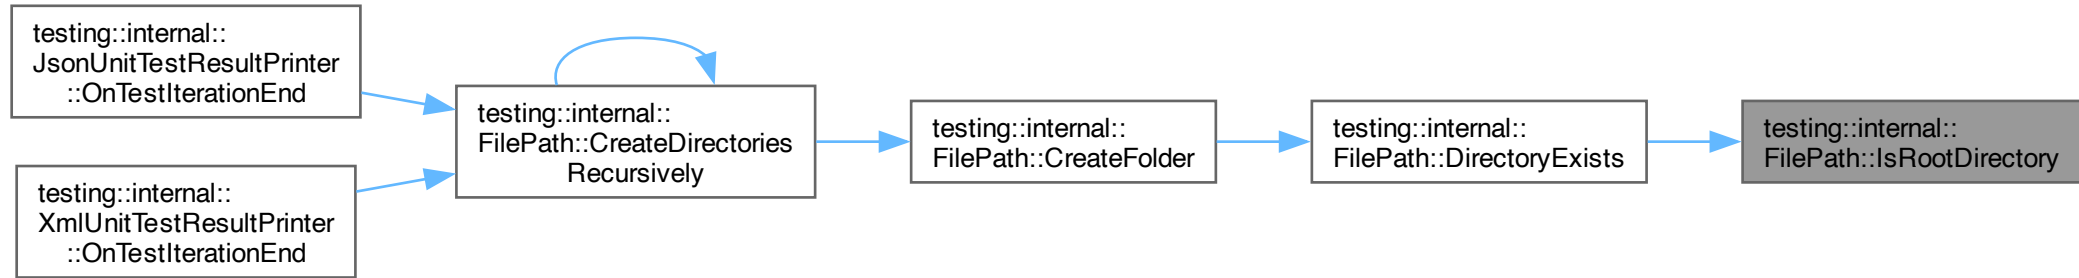 testing::internal::
JsonUnitTestResultPrinter
::OnTestIterationEnd
testing::internal::
XmlUnitTestResultPrinter
::OnTestIterationEnd
testing::internal::
FilePath::CreateDirectories
Recursively
testing::internal::
FilePath::CreateFolder
testing::internal::
FilePath::DirectoryExists
testing::internal::
FilePath::IsRootDirectory